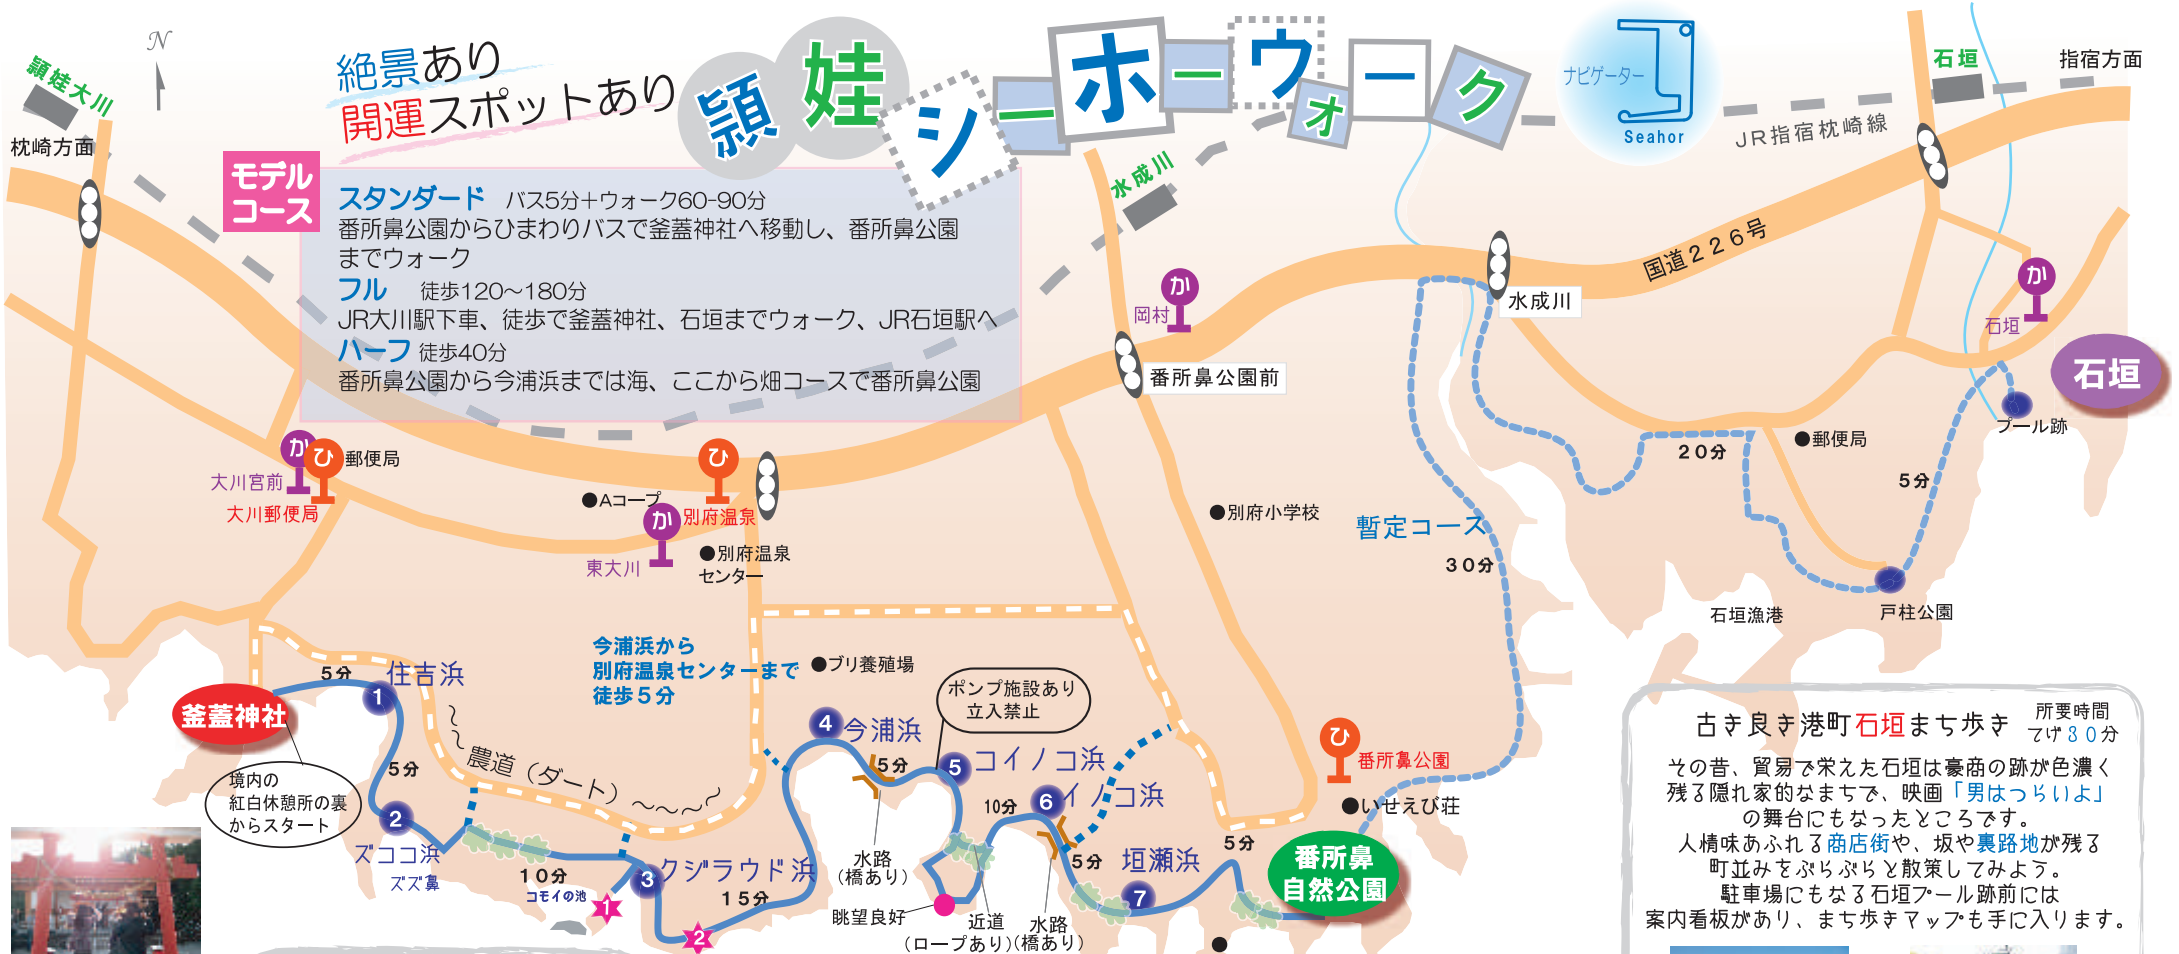 絶景あり
開運スポットあり
頴娃
シーホーウォーク
ナビゲーター
Seahor
N
頴娃大川
枕崎方面
石垣
指宿方面
JR指宿枕崎線
水成川
国道226号
モデル
コース
スタンダード バス5分+ウォーク60-90分
番所鼻公園からひまわりバスで釜蓋神社へ移動し、番所鼻公園
までウォーク
フル 徒歩120〜180分
JR大川駅下車、徒歩で釜蓋神社、石垣までウォーク、JR石垣駅へ
ハーフ 徒歩40分
番所鼻公園から今浦浜までは海、ここから畑コースで番所鼻公園
か
岡村
水成川
番所鼻公園前
か
石垣
石垣
プール跡
か
ひ
郵便局
大川宮前
大川郵便局
ひ
●Aコープ
か
別府温泉
東大川
●別府温泉
センター
●別府小学校
暫定コース
30分
20分
●郵便局
5分
石垣漁港
戸柱公園
今浦浜から
別府温泉センターまで
徒歩5分
●ブリ養殖場
ポンプ施設あり
立入禁止
釜蓋神社
境内の
紅白休憩所の裏
からスタート
5分
1
住吉浜
5分
2
ズココ浜
ズズ鼻
農道(ダート)〜〜〜
10分
コモイの池
1
3
クジラウド浜
15分
2
4
今浦浜
5分
水路
(橋あり)
5
コイノコ浜
眺望良好
近道
(ロープあり)
10分
6
イノコ浜
水路
(橋あり)
5分
垣瀬浜
7
5分
ひ
番所鼻公園
●いせえび荘
番所鼻
自然公園
古き良き港町石垣まち歩き
所要時間
てげ30分
その昔、貿易で栄えた石垣は豪商の跡が色濃く
残る隠れ家的なまちで、映画「男はつらいよ」
の舞台にもなったところです。
人情味あふれる商店街や、坂や裏路地が残る
町並みをぶらぶらと散策してみよう。
駐車場にもなる石垣プール跡前には
案内看板があり、まち歩きマップも手に入ります。